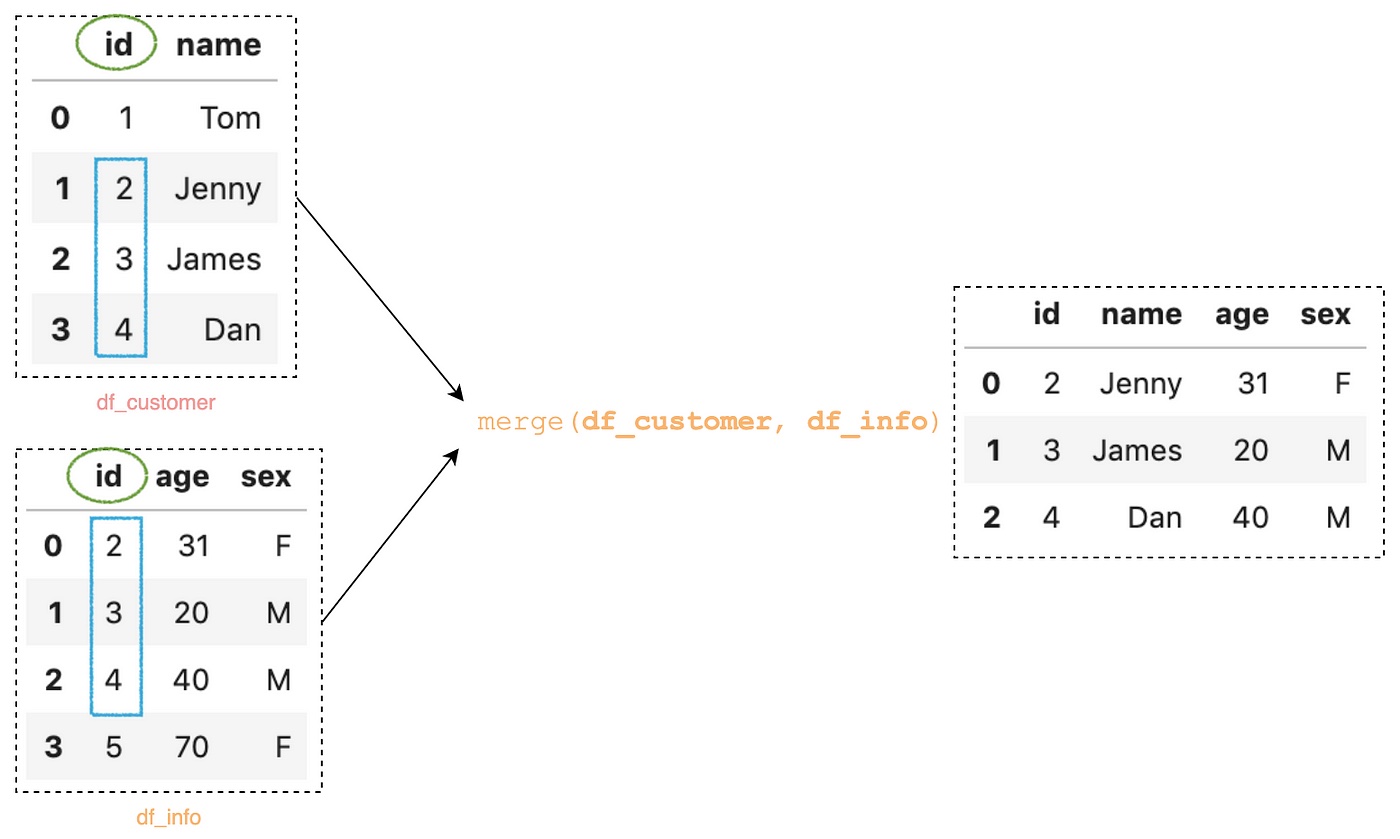 id name
0 1 Tom
1 2 Jenny
2 3 James
3 4 Dan
df_customer
id age sex
0 2 31 F
1 3 20 M
2 4 40 M
3 5 70 F
df_info
merge(df_customer, df_info)
id name age sex
0 2 Jenny 31 F
1 3 James 20 M
2 4 Dan 40 M